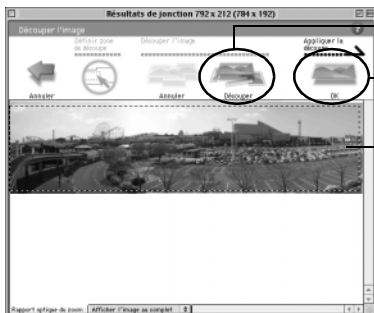 Résultats de jonction 792 x 212 (784 x 192)
Découper l'image
?
Définir zone
de découpe
Découper l'image
Appliquer la
découpe
Annuler
Annuler
Découper
OK
Rapport optique du zoom:
Afficher l'image au complet